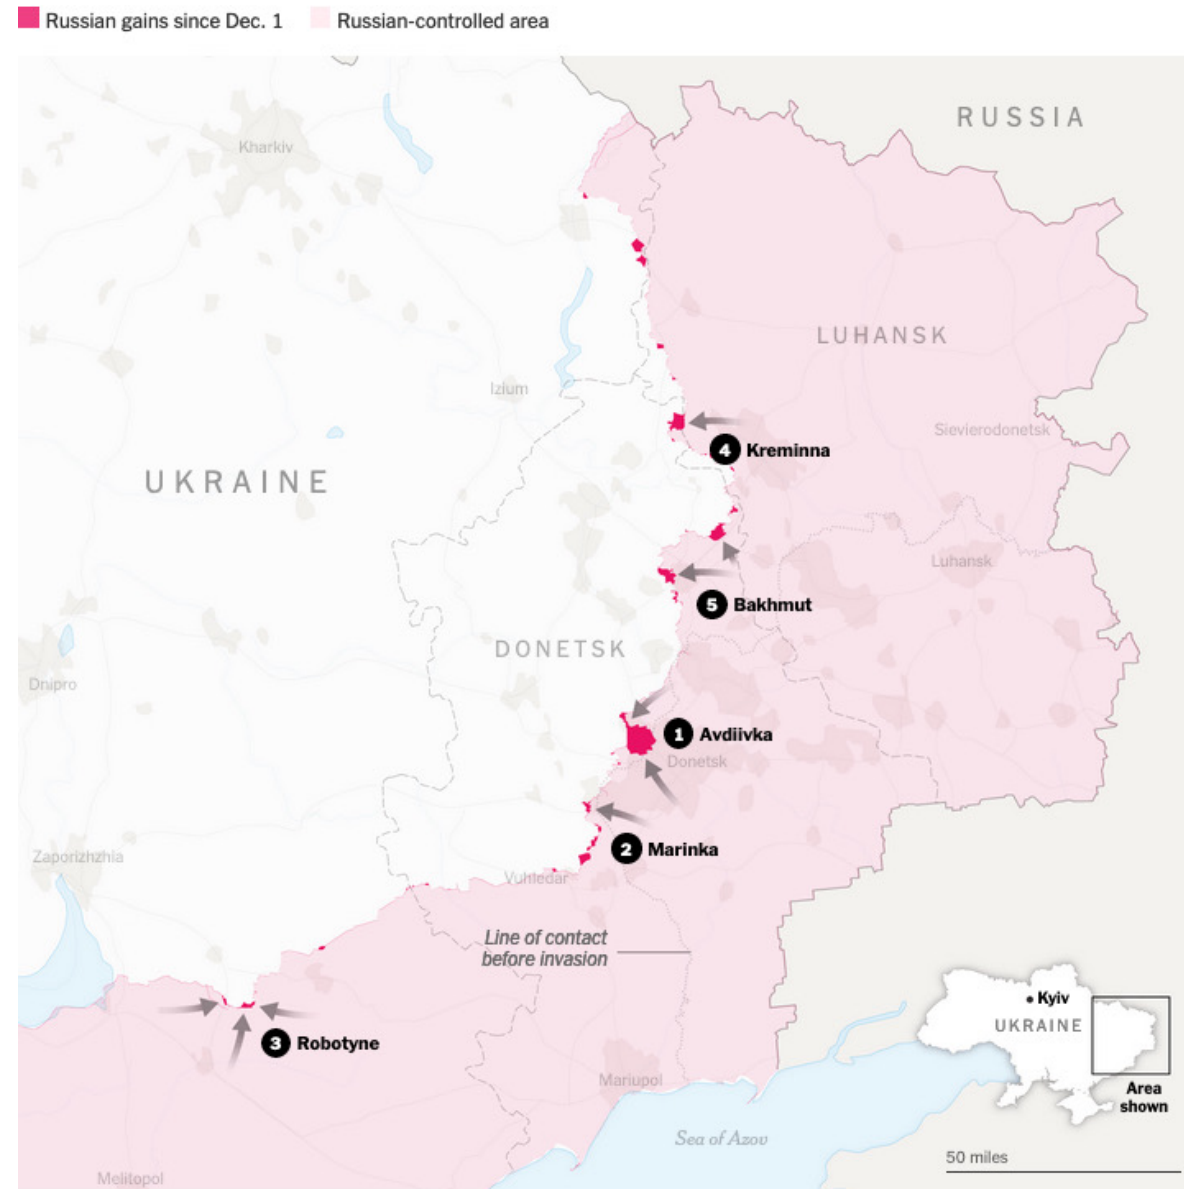 Russian gains since Dec. 1
Russian-controlled area
RUSSIA
Kharkiv
LUHANSK
Izium
Sievierodonetsk
4 Kreminna
UKRAINE
Luhansk
5 Bakhmut
DONETSK
Dnipro
1 Avdiivka
Donetsk
2 Marinka
Zaporizhzhia
Vuhledar
Line of contact
before invasion
Kyiv
UKRAINE
3 Robotyne
Mariupol
Area
shown
Sea of Azov
50 miles
Melitopol